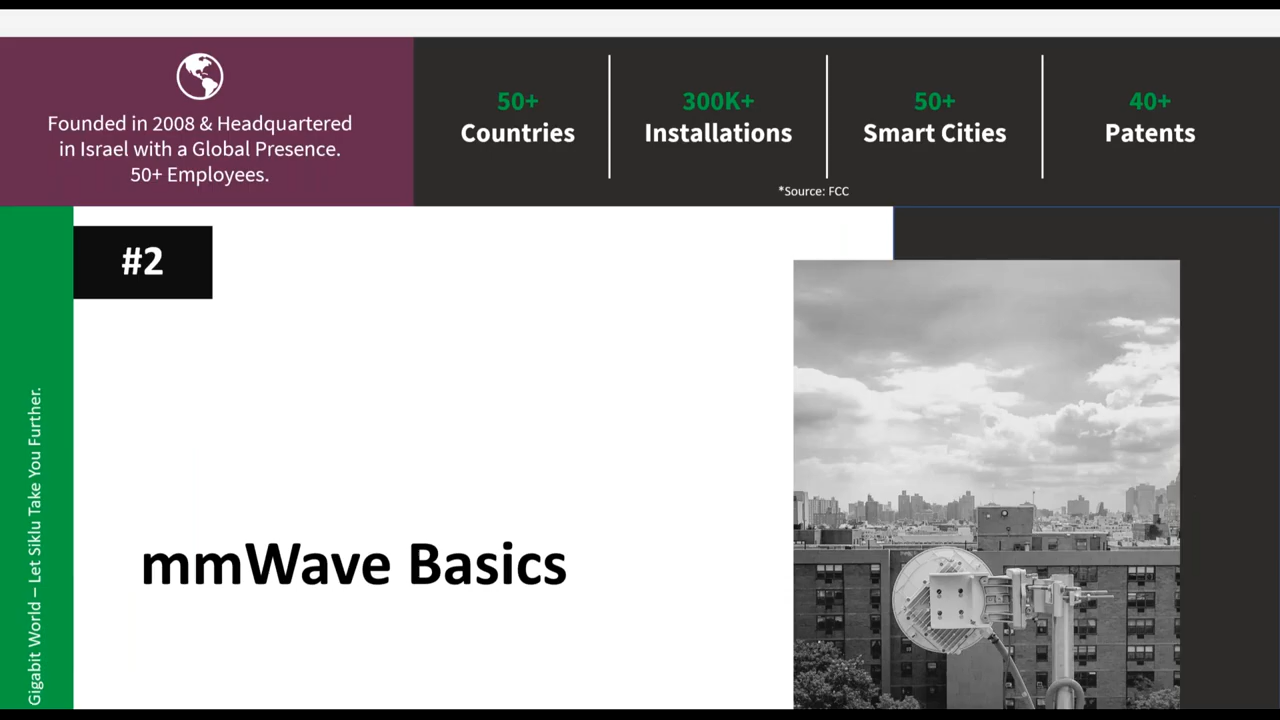 Founded in 2008 & Headquartered
in Israel with a Global Presence.
50+ Employees.
50+
Countries
300K+
Installations
50+
Smart Cities
40+
Patents
*Source: FCC
#2
mmWave Basics
Gigabit World – Let Siklu Take You Further.